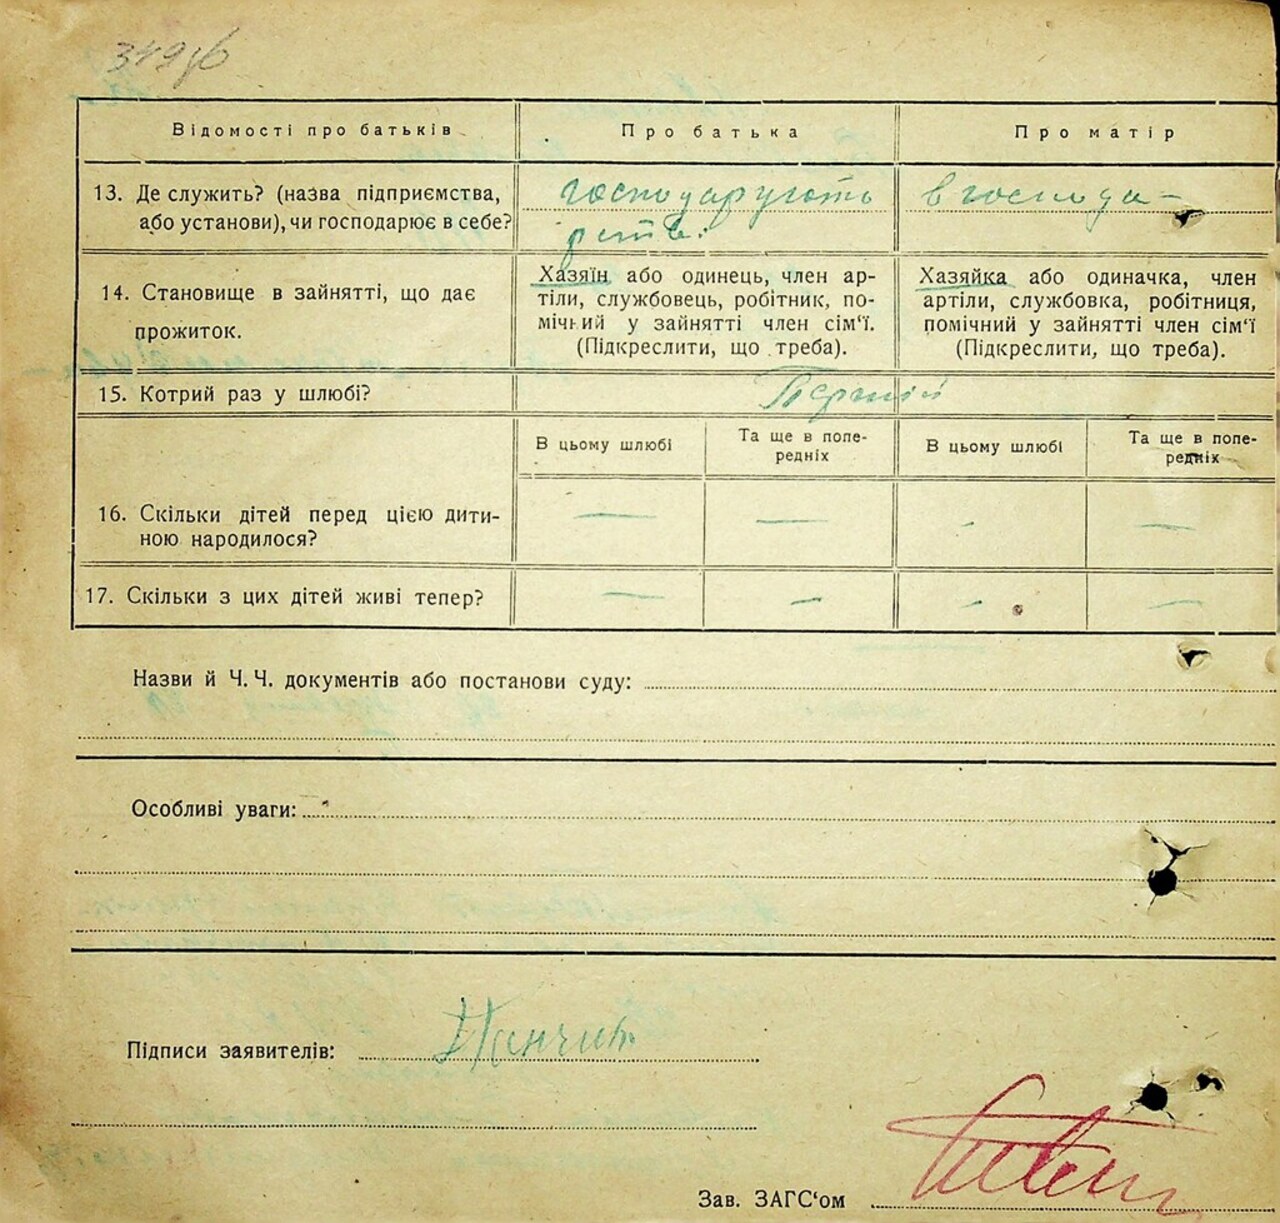 349/б
Відомості про батьків
Про батька
Про матір
13. Де служить? (назва підприємства,
або установи), чи господарює в себе?
господарують
в господа-
рстві.
14. Становище в зайнятті, що дає
прожиток.
Хазяїн або одинець, член ар-
тіли, службовець, робітник, по-
мічний у зайнятті член сім‘ї.
(Підкреслити, що треба).
Хазяйка або одиначка, член
артіли, службовка, робітниця,
помічний у зайнятті член сім‘ї
(Підкреслити, що треба).
15. Котрий раз у шлюбі?
Перший
В цьому шлюбі
Та ще в попе-
редніх
В цьому шлюбі
Та ще в попе-
редніх
16. Скільки дітей перед цією дити-
ною народилося?
— — - —
17. Скільки з цих дітей живі тепер?
— — - —
Назви й Ч. Ч. документів або постанови суду:
Особливі уваги:
Підписи заявителів:
Зав. ЗАГС‘ом